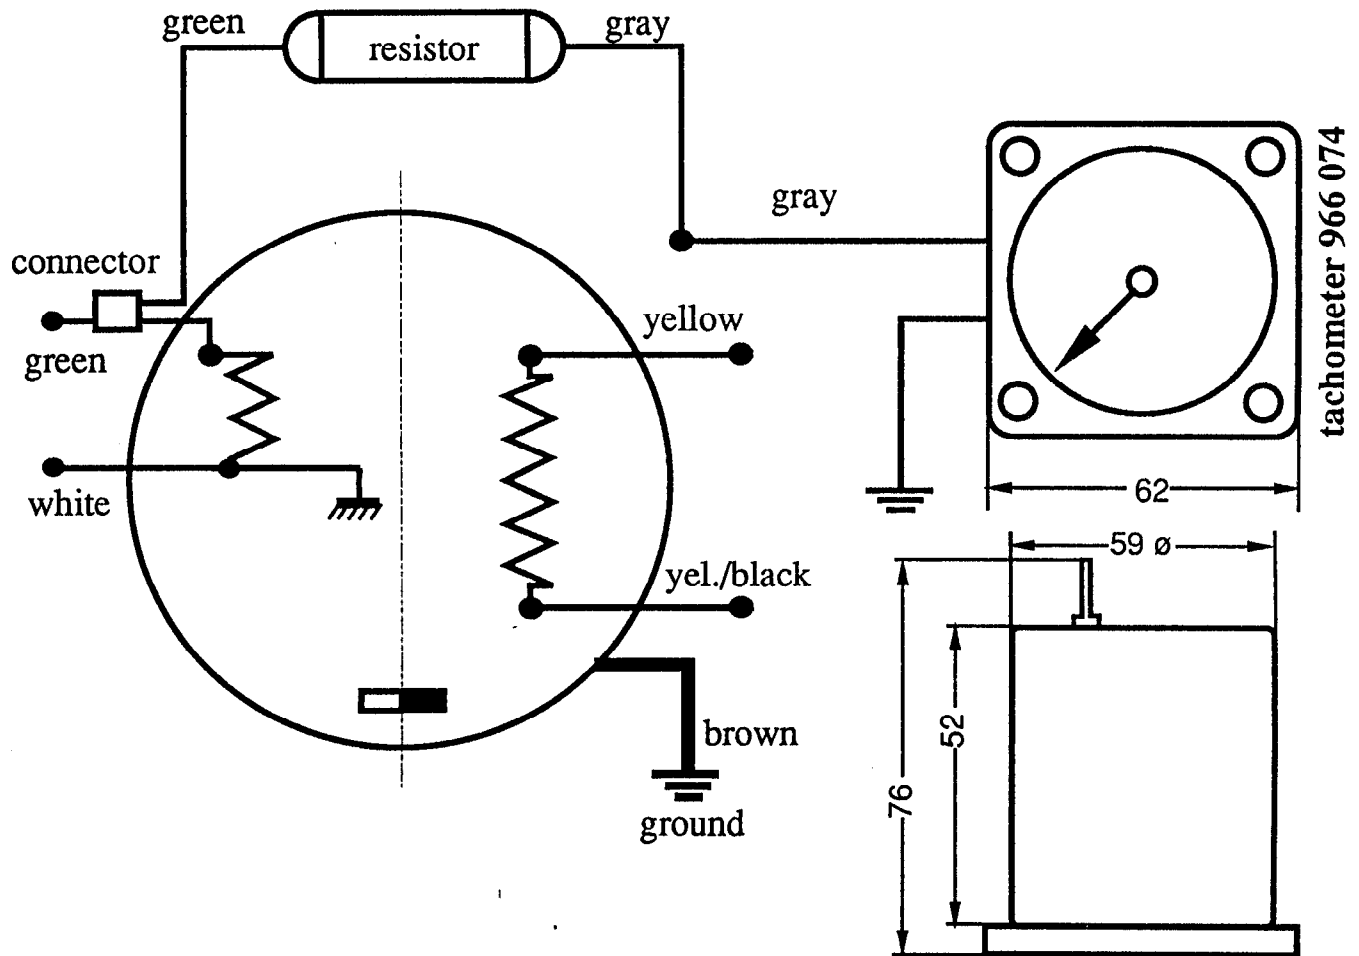 green
resistor
gray
connector
gray
tachometer 966 074
green
yellow
white
62
59 ø
yel./black
52
brown
76
ground